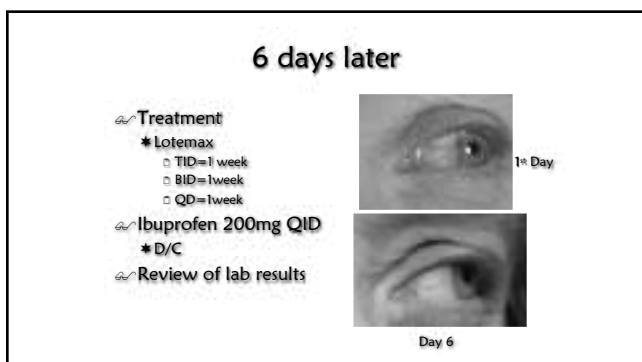 6 days later
Treatment
Lotemax
TID=1 week
BID=1week
QD=1week
Ibuprofen 200mg QID
D/C
Review of lab results
1st Day
Day 6